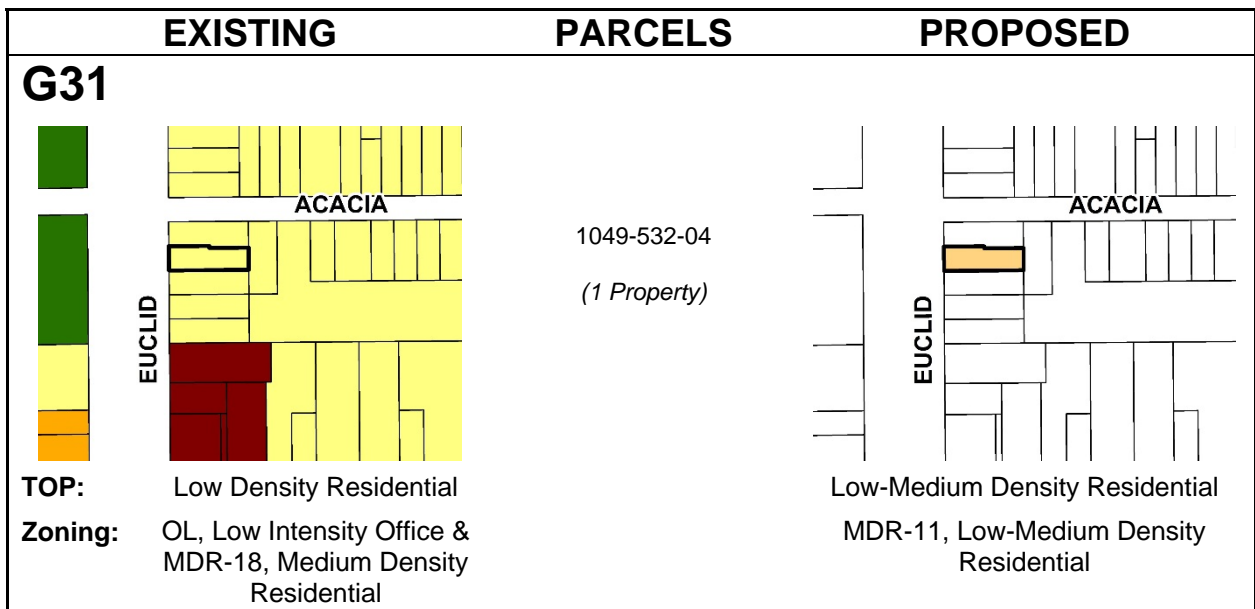 EXISTING PARCELS PROPOSED
G31
ACACIA
EUCLID
1049-532-04
(1 Property)
ACACIA
EUCLID
TOP: Low Density Residential
Low-Medium Density Residential
Zoning: OL, Low Intensity Office &
MDR-18, Medium Density
Residential
MDR-11, Low-Medium Density
Residential